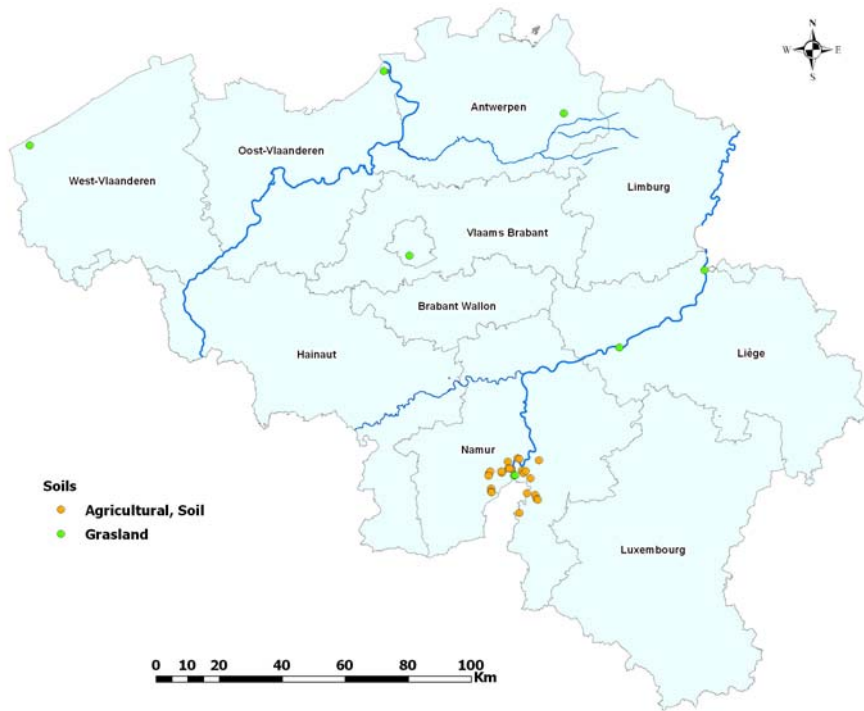 N
W E
S
Antwerpen
Oost-Vlaanderen
West-Vlaanderen
Limburg
Vlaams Brabant
Brabant Wallon
Hainaut
Liége
Namur
Soils
Agricultural, Soil
Grasland
Luxembourg
0 10 20 40 60 80 100
Km